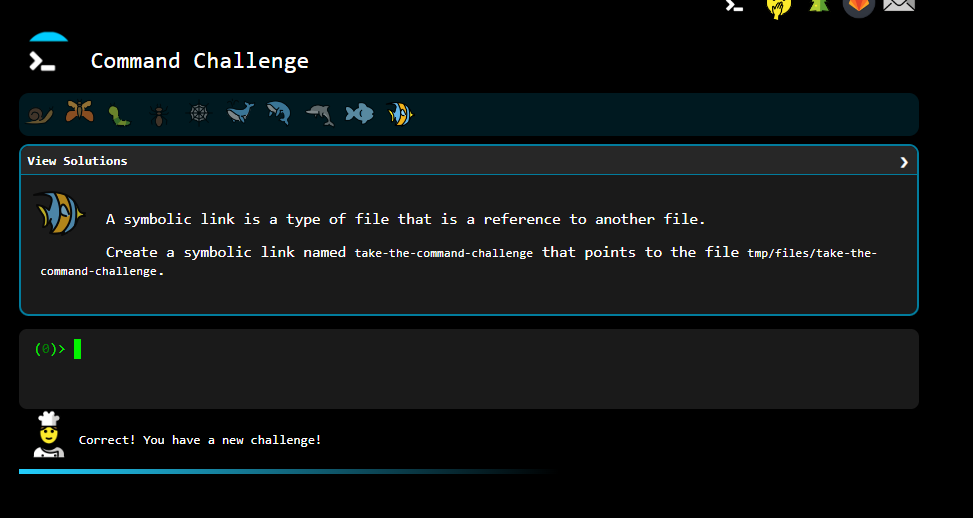 Command Challenge
View Solutions
A symbolic link is a type of file that is a reference to another file.
Create a symbolic link named take-the-command-challenge that points to the file tmp/files/take-the-
command-challenge.
(0)>
Correct! You have a new challenge!